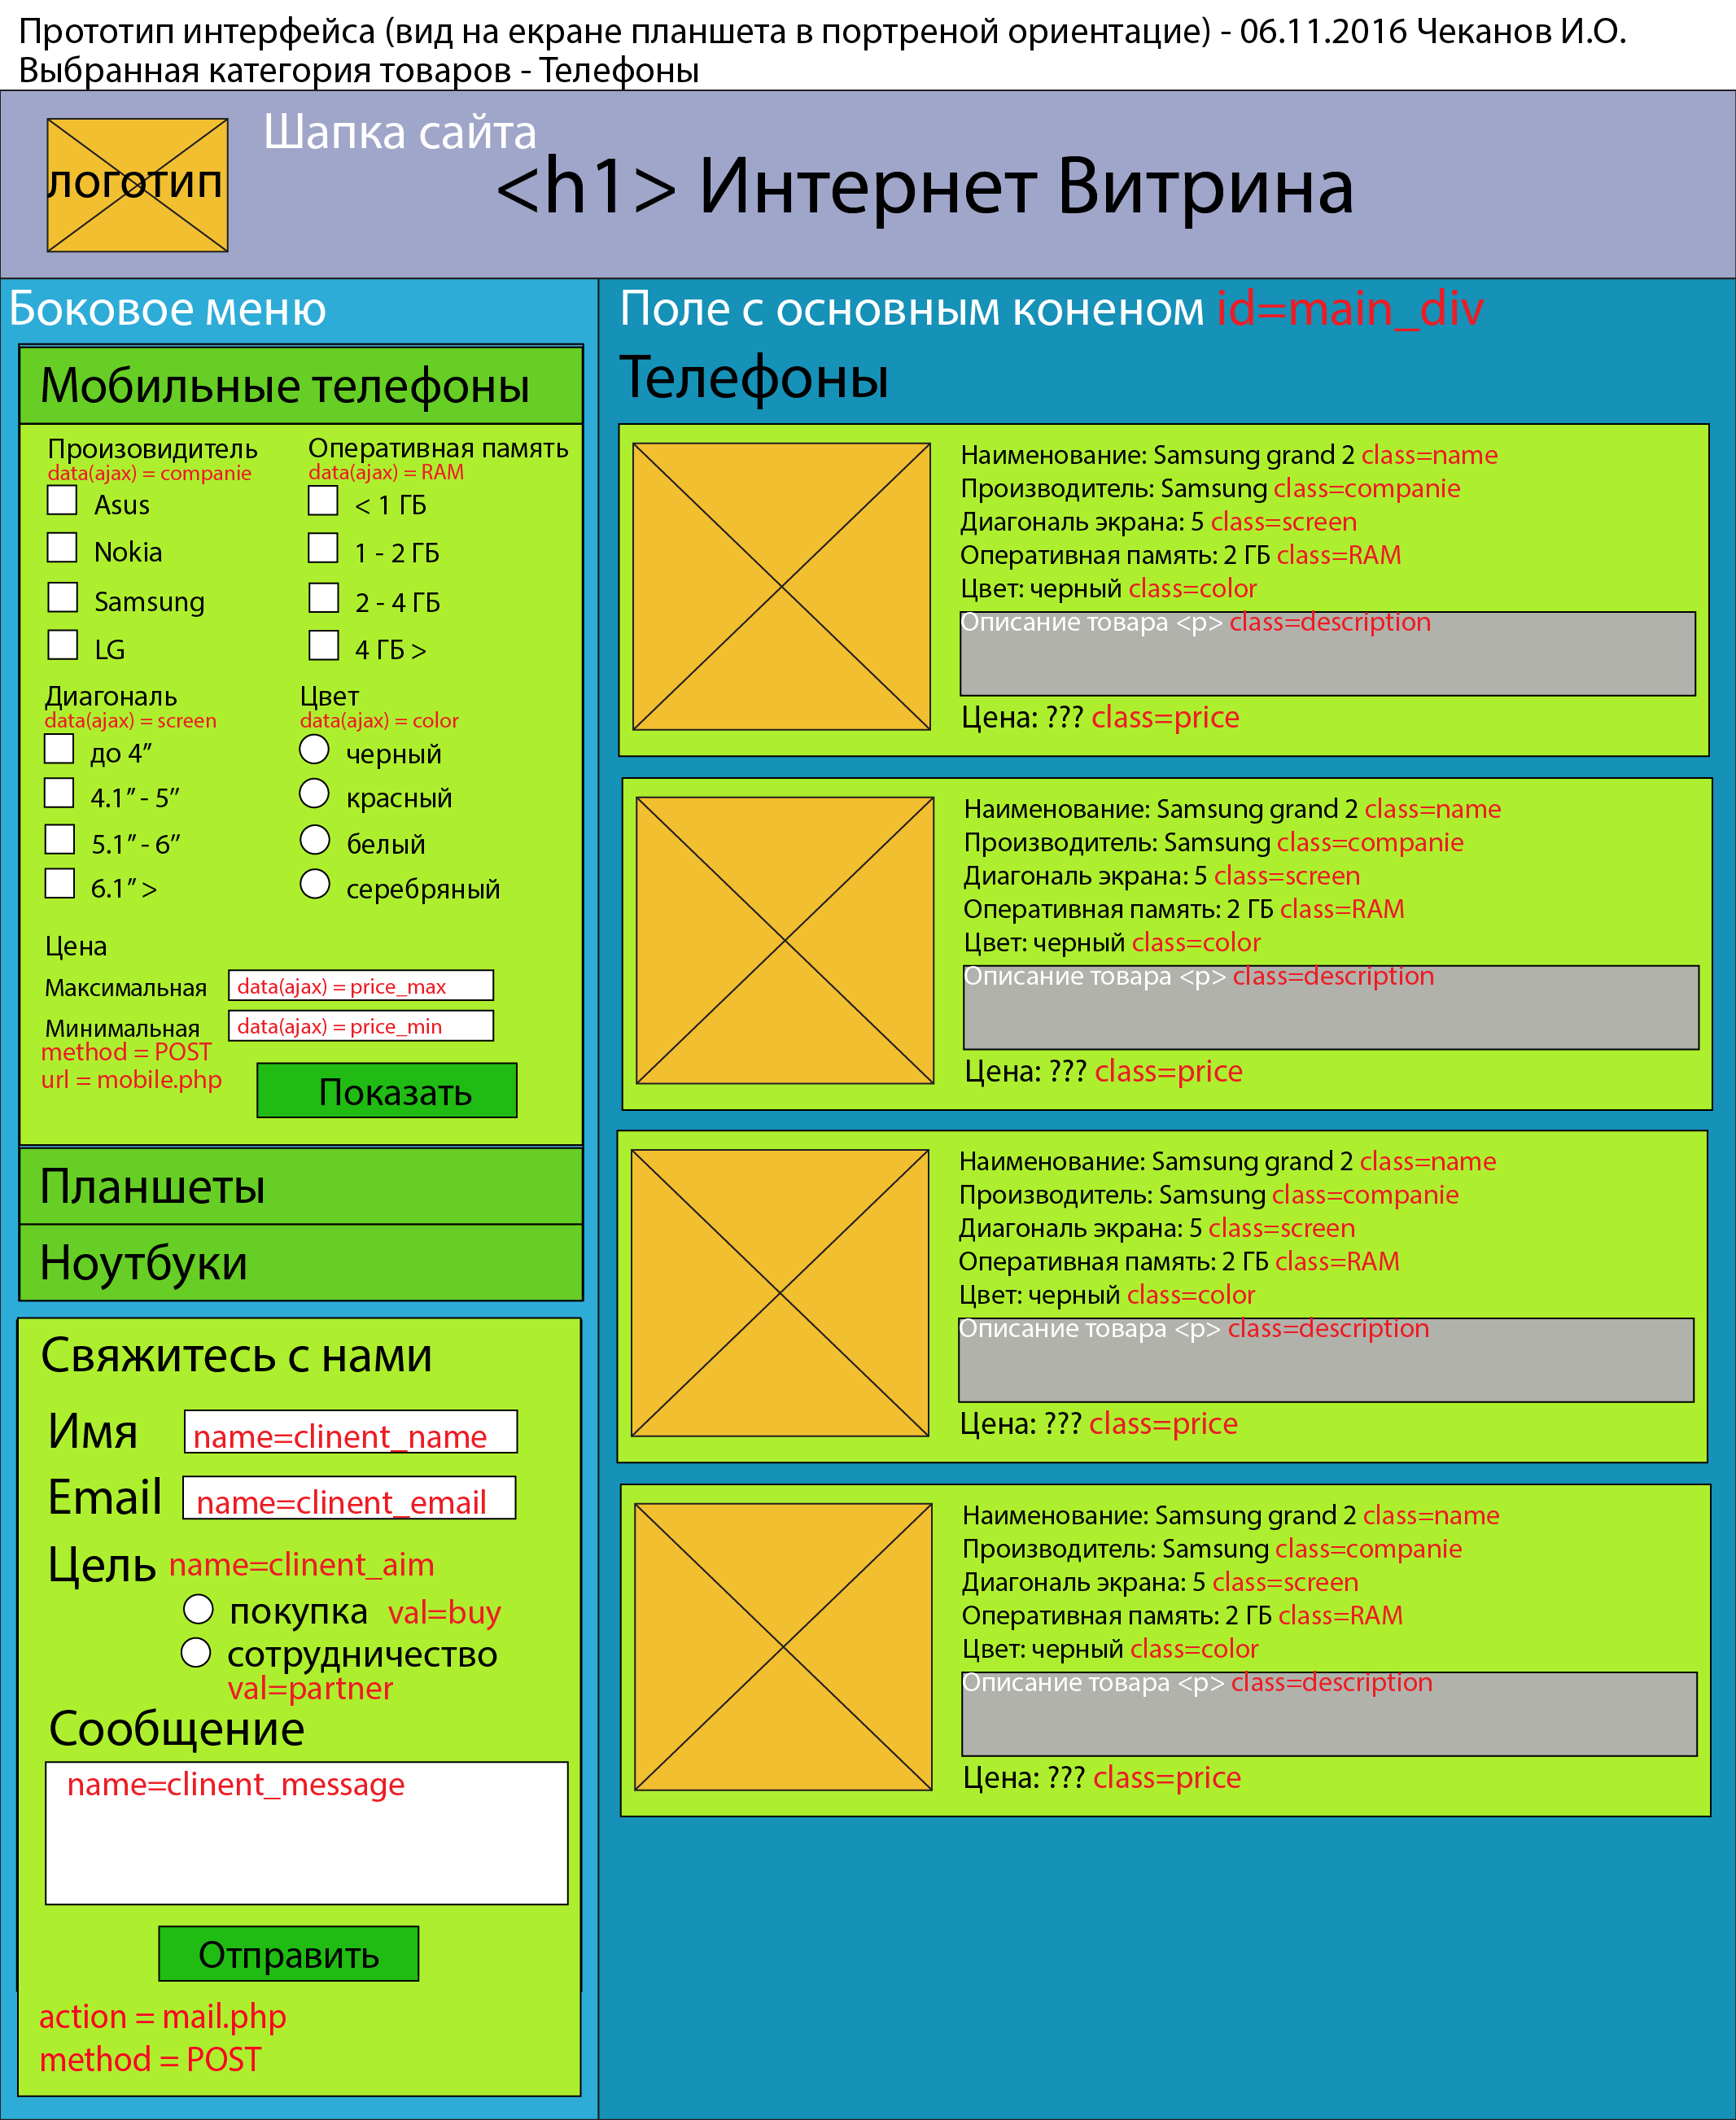 Прототип интерфейса (вид на екране планшета в портреной ориентацие) - 06.11.2016 Чеканов И.О.
Выбранная категория товаров - Телефоны
логотип
Шапка сайта
<h1> Интернет Витрина
Боковое меню
Мобильные телефоны
Произовидитель
data(ajax) = companie
Asus
Nokia
Samsung
LG
Оперативная память
data(ajax) = RAM
< 1 ГБ
1 - 2 ГБ
2 - 4 ГБ
4 ГБ >
Диагональ
data(ajax) = screen
до 4”
4.1” - 5”
5.1” - 6”
6.1” >
Цвет
data(ajax) = color
черный
красный
белый
серебряный
Цена
Максимальная data(ajax) = price_max
Минимальная data(ajax) = price_min
method = POST
url = mobile.php
Показать
Планшеты
Ноутбуки
Свяжитесь с нами
Имя name=clinent_name
Email name=clinent_email
Цель name=clinent_aim
покупка val=buy
сотрудничество
val=partner
Сообщение
name=clinent_message
Отправить
action = mail.php
method = POST
Поле с основным коненом id=main_div
Телефоны
Наименование: Samsung grand 2 class=name
Производитель: Samsung class=companie
Диагональ экрана: 5 class=screen
Оперативная память: 2 ГБ class=RAM
Цвет: черный class=color
Описание товара <p> class=description
Цена: ??? class=price
Наименование: Samsung grand 2 class=name
Производитель: Samsung class=companie
Диагональ экрана: 5 class=screen
Оперативная память: 2 ГБ class=RAM
Цвет: черный class=color
Описание товара <p> class=description
Цена: ??? class=price
Наименование: Samsung grand 2 class=name
Производитель: Samsung class=companie
Диагональ экрана: 5 class=screen
Оперативная память: 2 ГБ class=RAM
Цвет: черный class=color
Описание товара <p> class=description
Цена: ??? class=price
Наименование: Samsung grand 2 class=name
Производитель: Samsung class=companie
Диагональ экрана: 5 class=screen
Оперативная память: 2 ГБ class=RAM
Цвет: черный class=color
Описание товара <p> class=description
Цена: ??? class=price